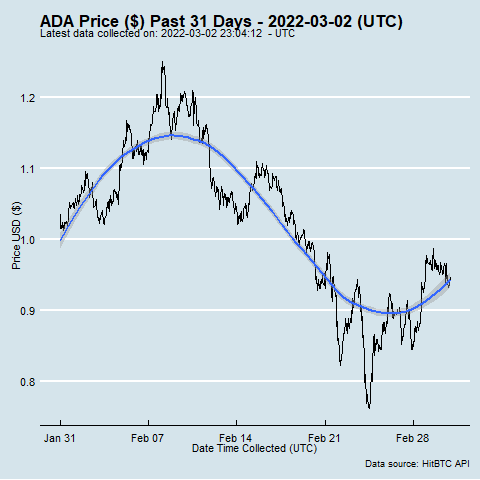 ADA Price ($) Past 31 Days - 2022-03-02 (UTC)
Latest data collected on: 2022-03-02 23:04:12  - UTC
Price USD ($)
1.2
1.1
1.0
0.9
0.8
Jan 31
Feb 07
Feb 14
Feb 21
Feb 28
Date Time Collected (UTC)
Data source: HitBTC API